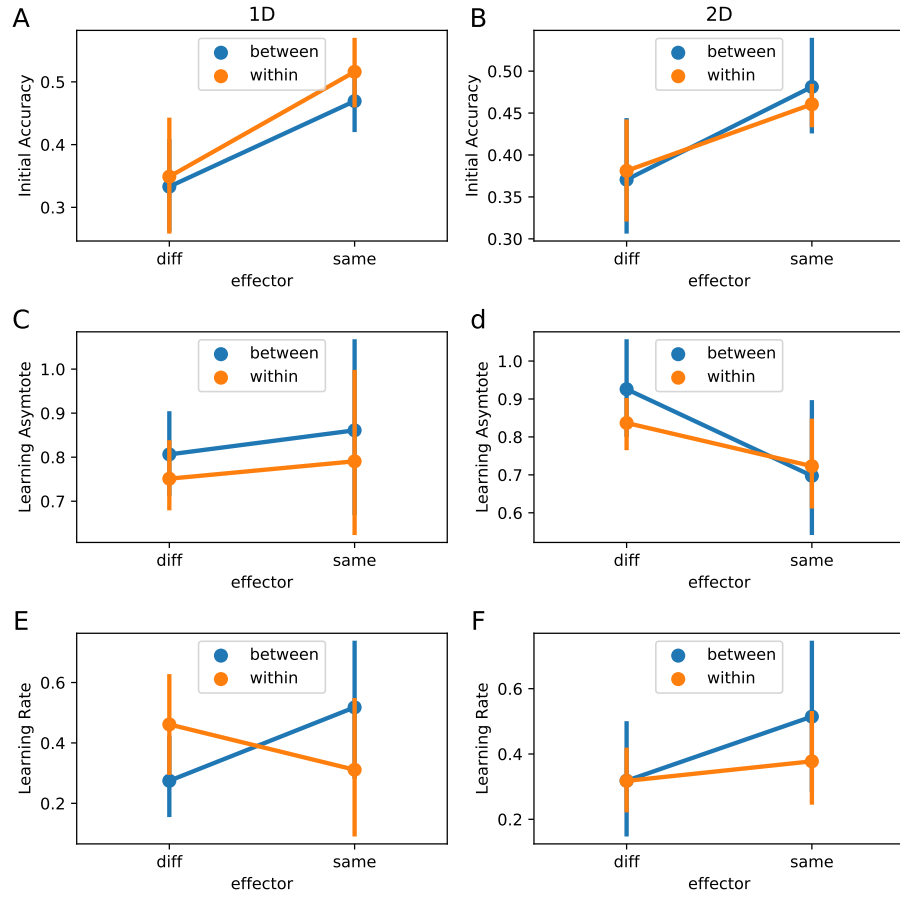 A
1D
Initial Accuracy
0.5
0.4
0.3
between
within
diff
same
effector
B
2D
Initial Accuracy
0.50
0.45
0.40
0.35
0.30
between
within
diff
same
effector
C
Learning Asymtote
1.0
0.9
0.8
0.7
between
within
diff
same
effector
d
Learning Asymtote
1.0
0.9
0.8
0.7
0.6
between
within
diff
same
effector
E
Learning Rate
0.6
0.4
0.2
between
within
diff
same
effector
F
Learning Rate
0.6
0.4
0.2
between
within
diff
same
effector